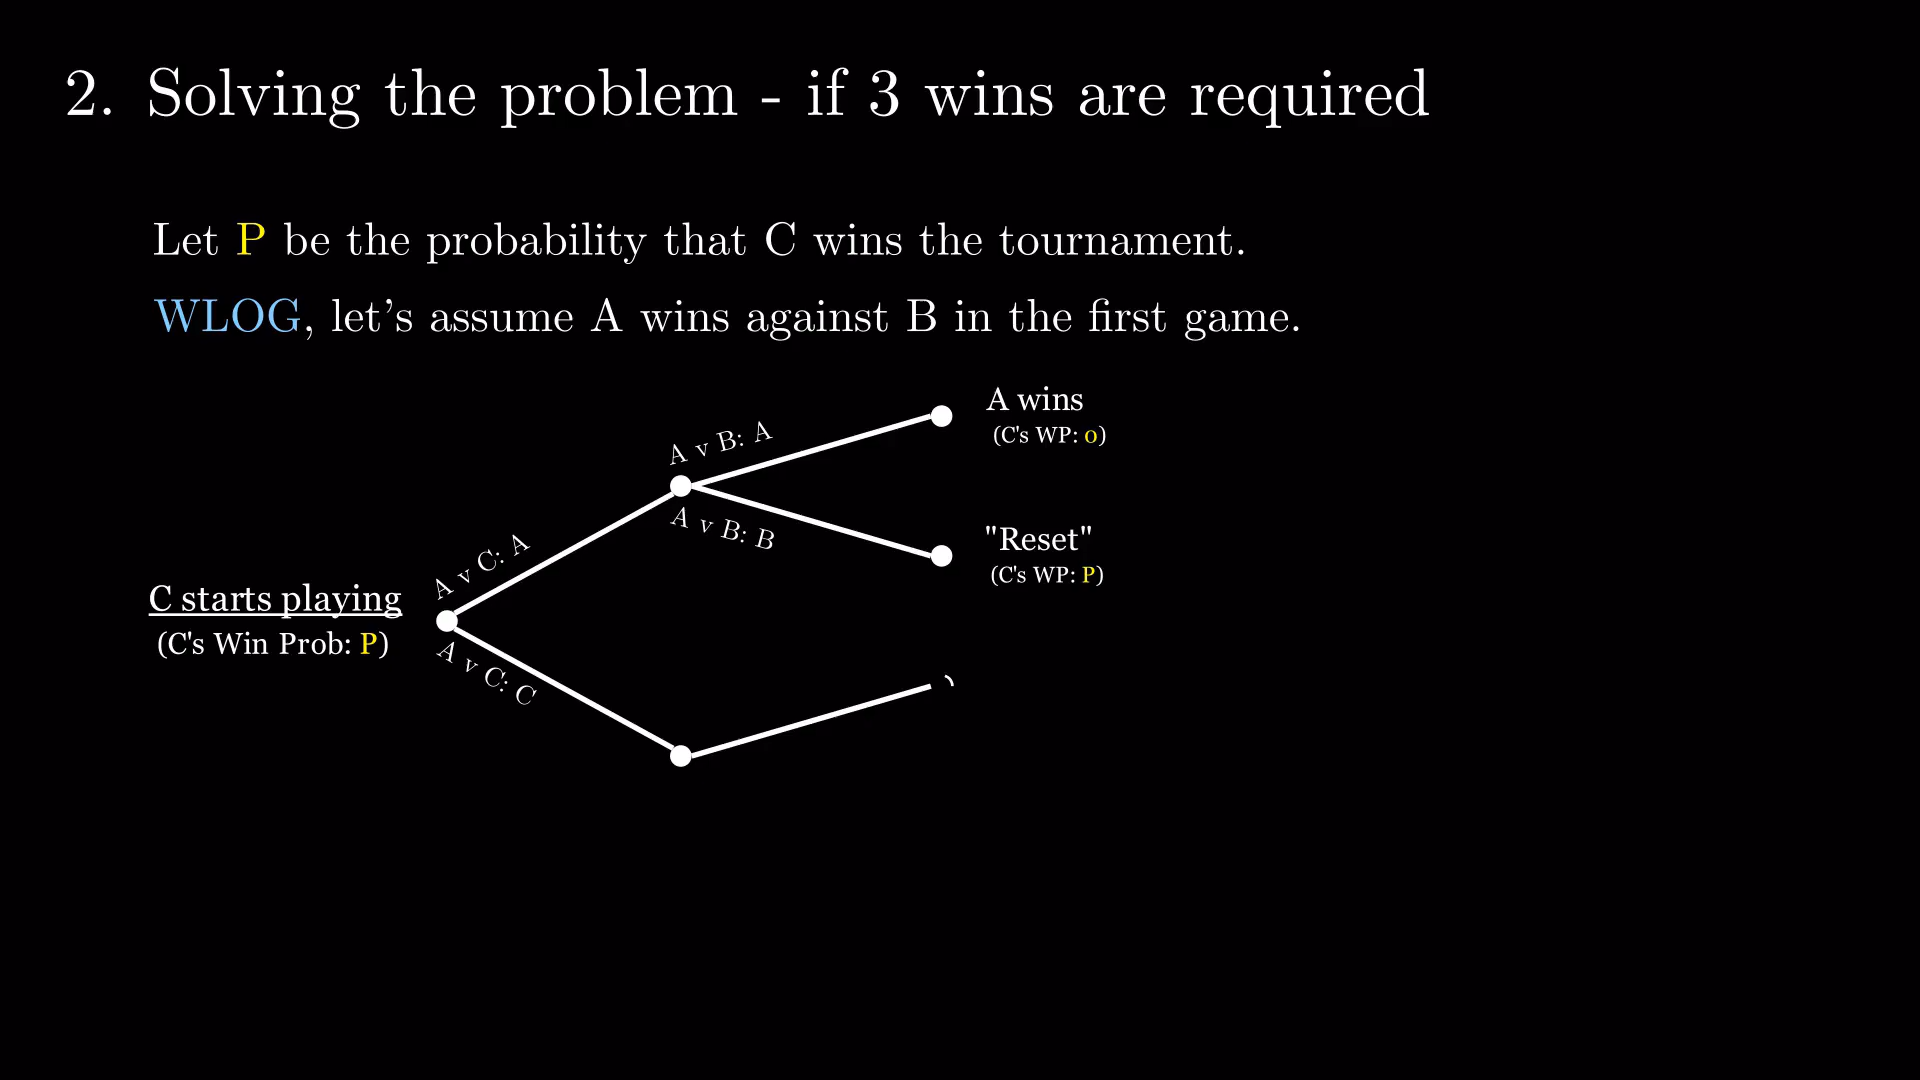 2. Solving the problem - if 3 wins are required
Let P be the probability that C wins the tournament.
WLOG, let's assume A wins against B in the first game.
A wins
(C's WP: 0)
A v B: A
A v B: B
"Reset"
(C's WP: P)
A v C: A
C starts playing
(C's Win Prob: P)
A v C: C